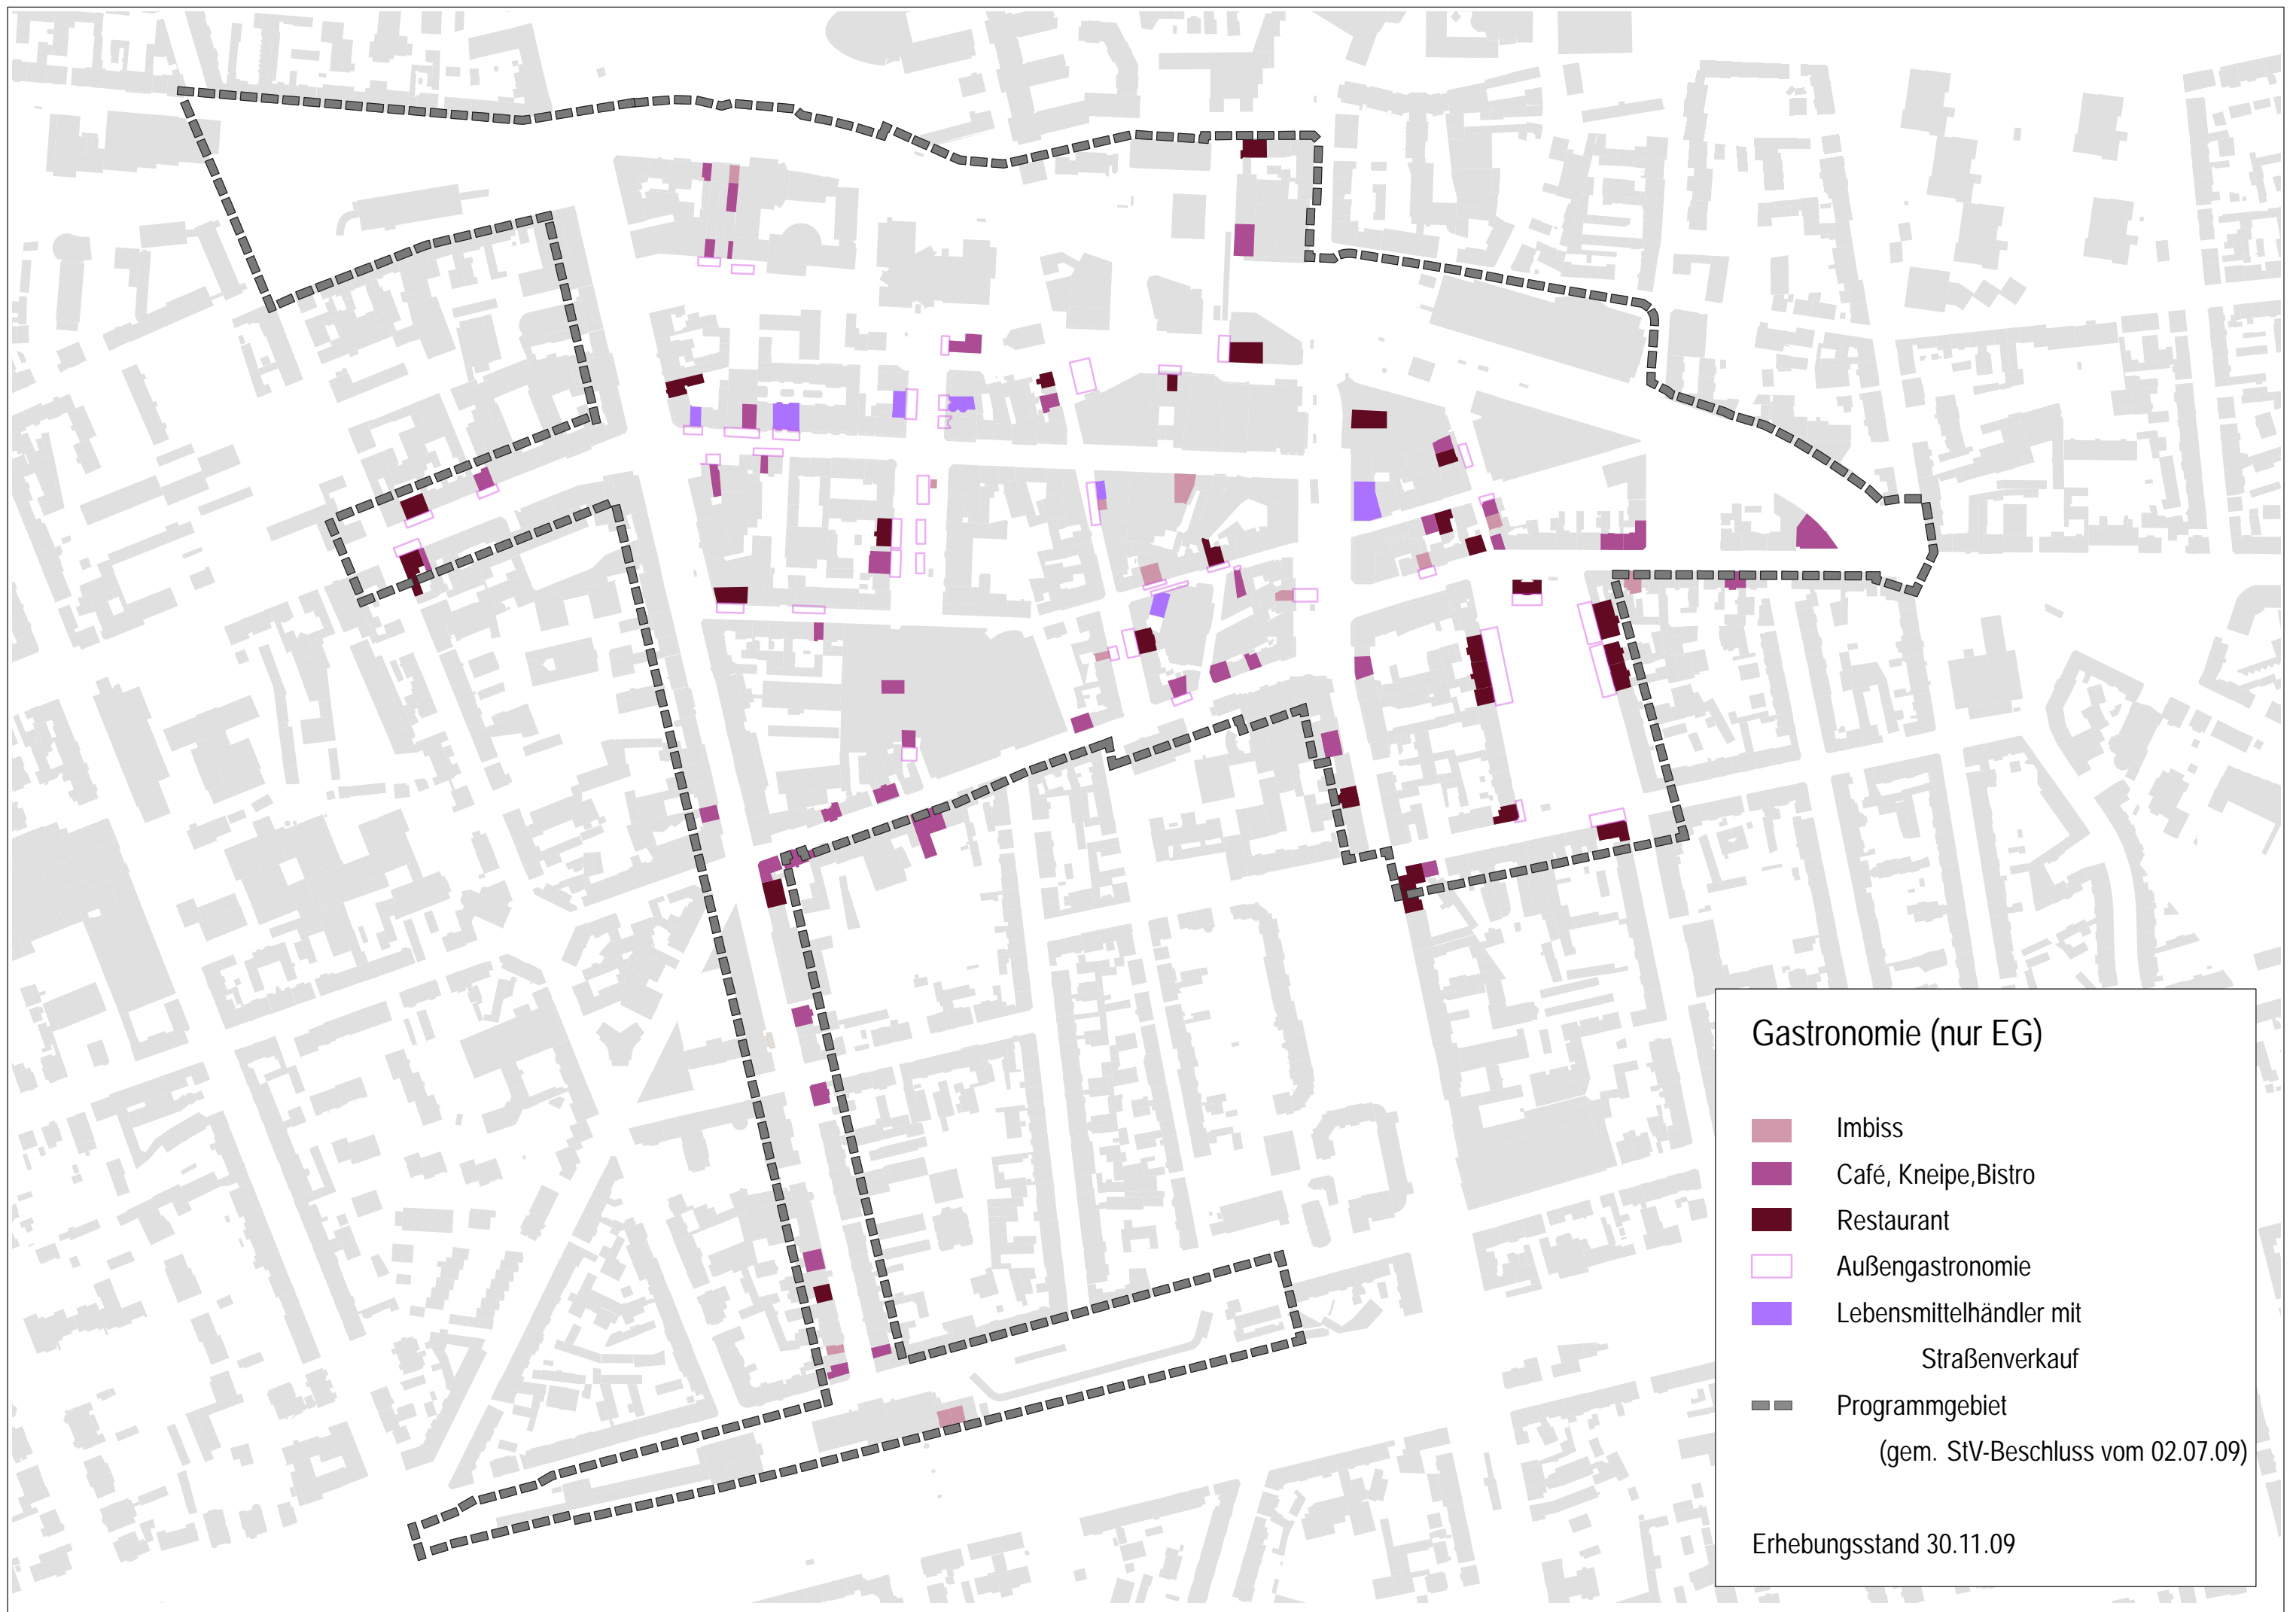 Gastronomie (nur EG)
Imbiss
Café, Kneipe,Bistro
Restaurant
Außengastronomie
Lebensmittelhändler mit
Straßenverkauf
Programmgebiet
(gem. StV-Beschluss vom 02.07.09)
Erhebungsstand 30.11.09